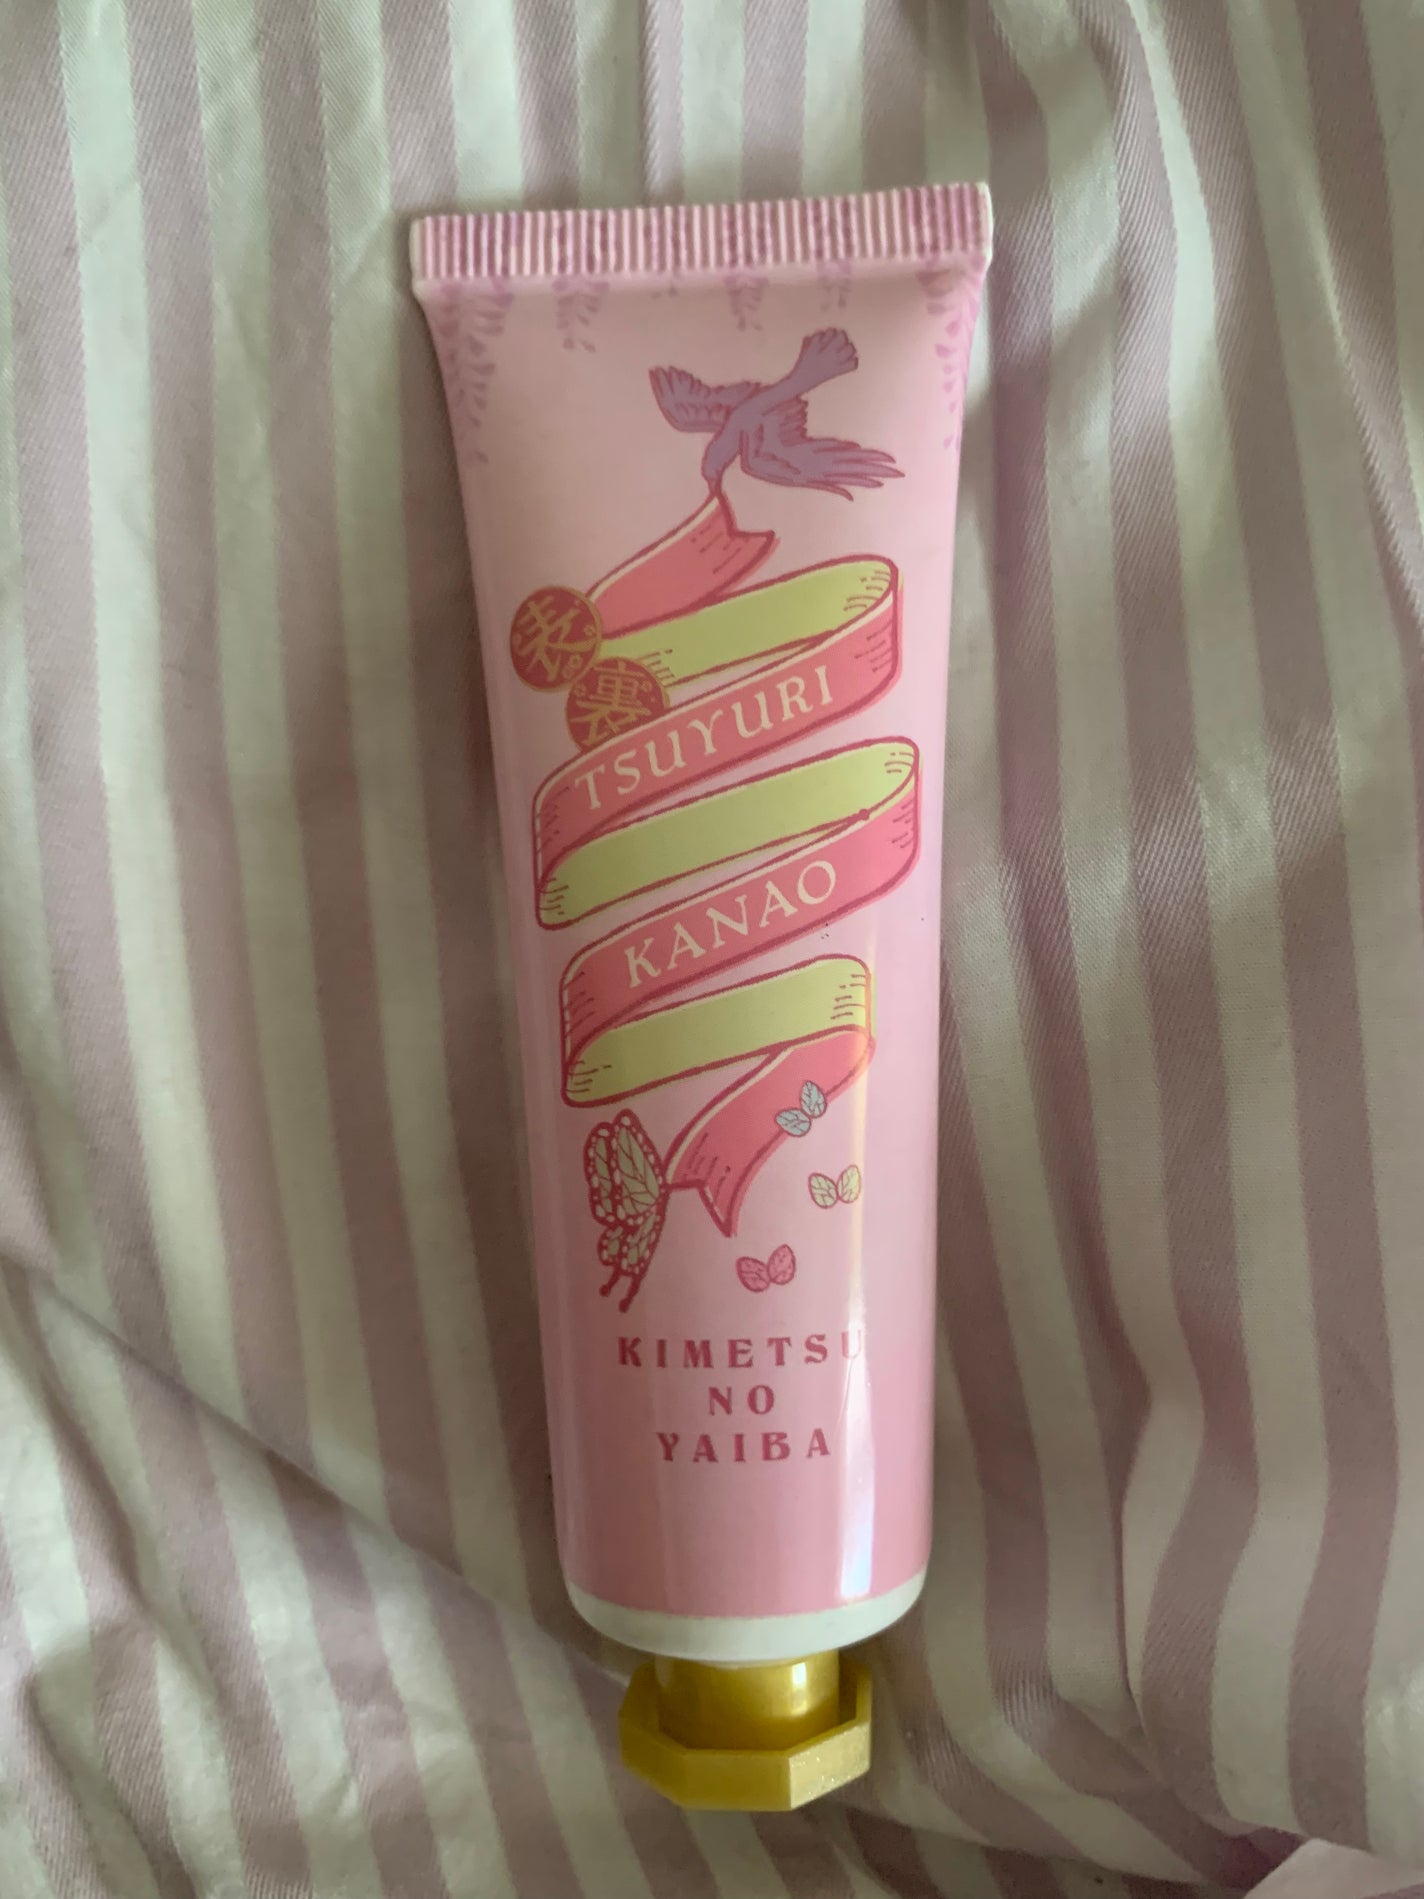 表
裏
TSUYURI
KANAO
KIMETSU
NO
YAIBA